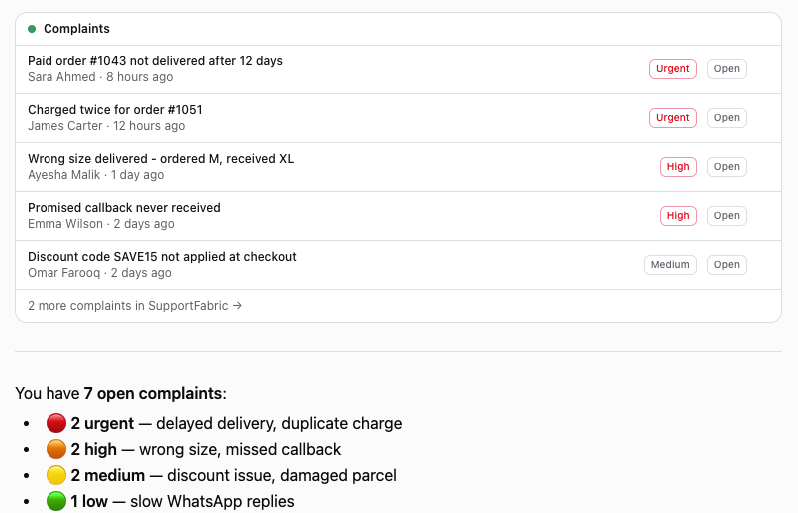 Complaints
Paid order #1043 not delivered after 12 days
Sara Ahmed · 8 hours ago
Urgent
Open
Charged twice for order #1051
James Carter · 12 hours ago
Urgent
Open
Wrong size delivered - ordered M, received XL
Ayesha Malik · 1 day ago
High
Open
Promised callback never received
Emma Wilson · 2 days ago
High
Open
Discount code SAVE15 not applied at checkout
Omar Farooq · 2 days ago
Medium
Open
2 more complaints in SupportFabric →
You have 7 open complaints:
• 🔴 2 urgent — delayed delivery, duplicate charge
• 🟠 2 high — wrong size, missed callback
• 🟡 2 medium — discount issue, damaged parcel
• 🟢 1 low — slow WhatsApp replies